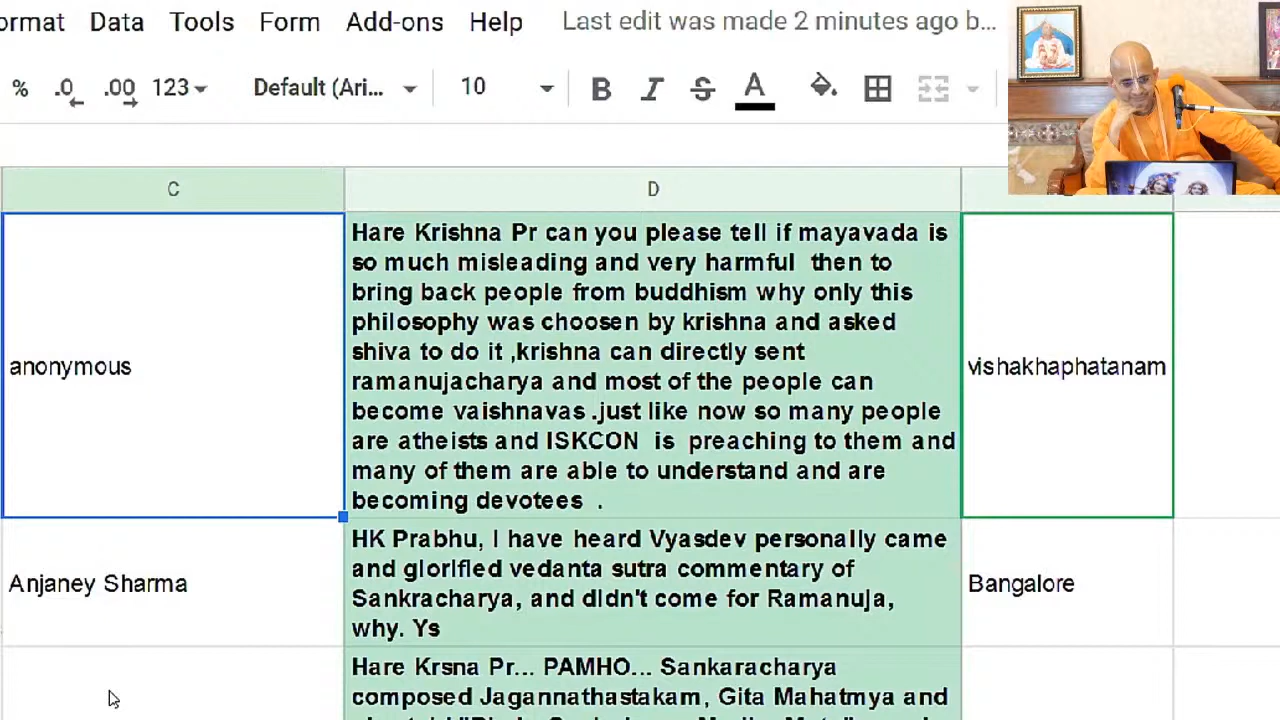 ormat Data Tools Form Add-ons Help Last edit was made 2 minutes ago b...
% .0 .00 123 Default (Ari... 10 B I S A
C D
Hare Krishna Pr can you please tell if mayavada is
so much misleading and very harmful then to
bring back people from buddhism why only this
philosophy was choosen by krishna and asked
shiva to do it ,krishna can directly sent
ramanujacharya and most of the people can
become vaishnavas .just like now so many people
are atheists and ISKCON is preaching to them and
many of them are able to understand and are
becoming devotees .
anonymous
vishakhaphatanam
HK Prabhu, I have heard Vyasdev personally came
and glorified vedanta sutra commentary of
Sankracharya, and didn't come for Ramanuja,
why. Ys
Anjaney Sharma
Bangalore
Hare Krsna Pr... PAMHO... Sankaracharya
composed Jagannathastakam, Gita Mahatmya and